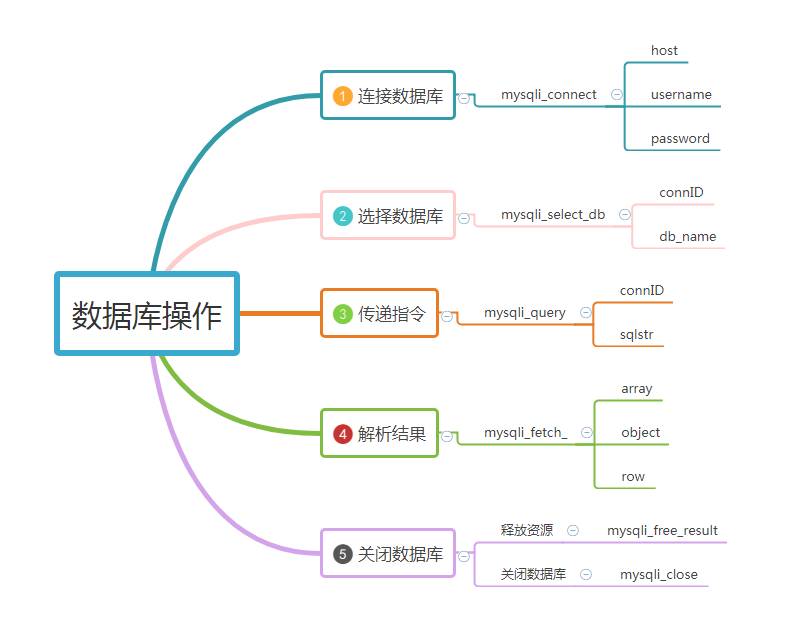 数据库操作
1 连接数据库
mysqli_connect
host
username
password
2 选择数据库
mysqli_select_db
connID
db_name
3 传递指令
mysqli_query
connID
sqlstr
4 解析结果
mysqli_fetch_
array
object
row
5 关闭数据库
释放资源
mysqli_free_result
关闭数据库
mysqli_close